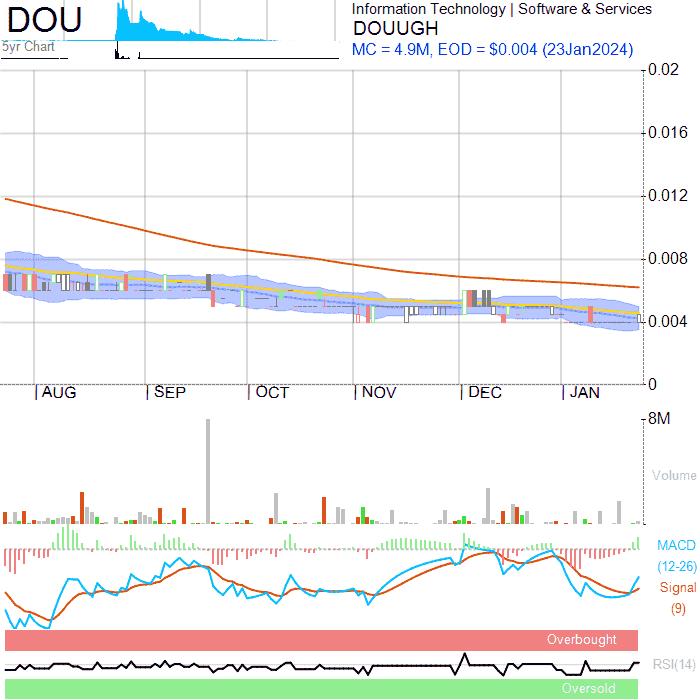 DOU
Information Technology | Software & Services
DOUUGH
5yr Chart
MC = 4.9M, EOD = $0.004 (23Jan2024)
0.02
0.016
0.012
0.008
0.004
0
AUG SEP OCT NOV DEC JAN
8M
Volume
MACD
(12-26)
Signal
(9)
Overbought
RSI(14)
Oversold